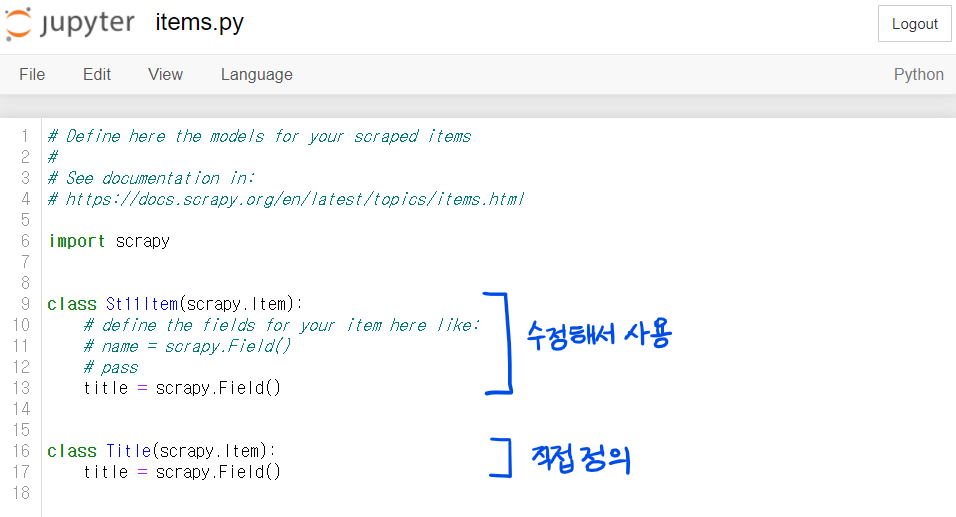 jupyter items.py Logout
File Edit View Language Python
1 # Define here the models for your scraped items
2 #
3 # See documentation in:
4 # https://docs.scrapy.org/en/latest/topics/items.html
5
6 import scrapy
7
8
9 class St11Item(scrapy.Item):
10 # define the fields for your item here like:
11 # name = scrapy.Field()
12 # pass
13 title = scrapy.Field()
14
15
16 class Title(scrapy.Item):
17 title = scrapy.Field()
18
수정해서 사용
직접 정의